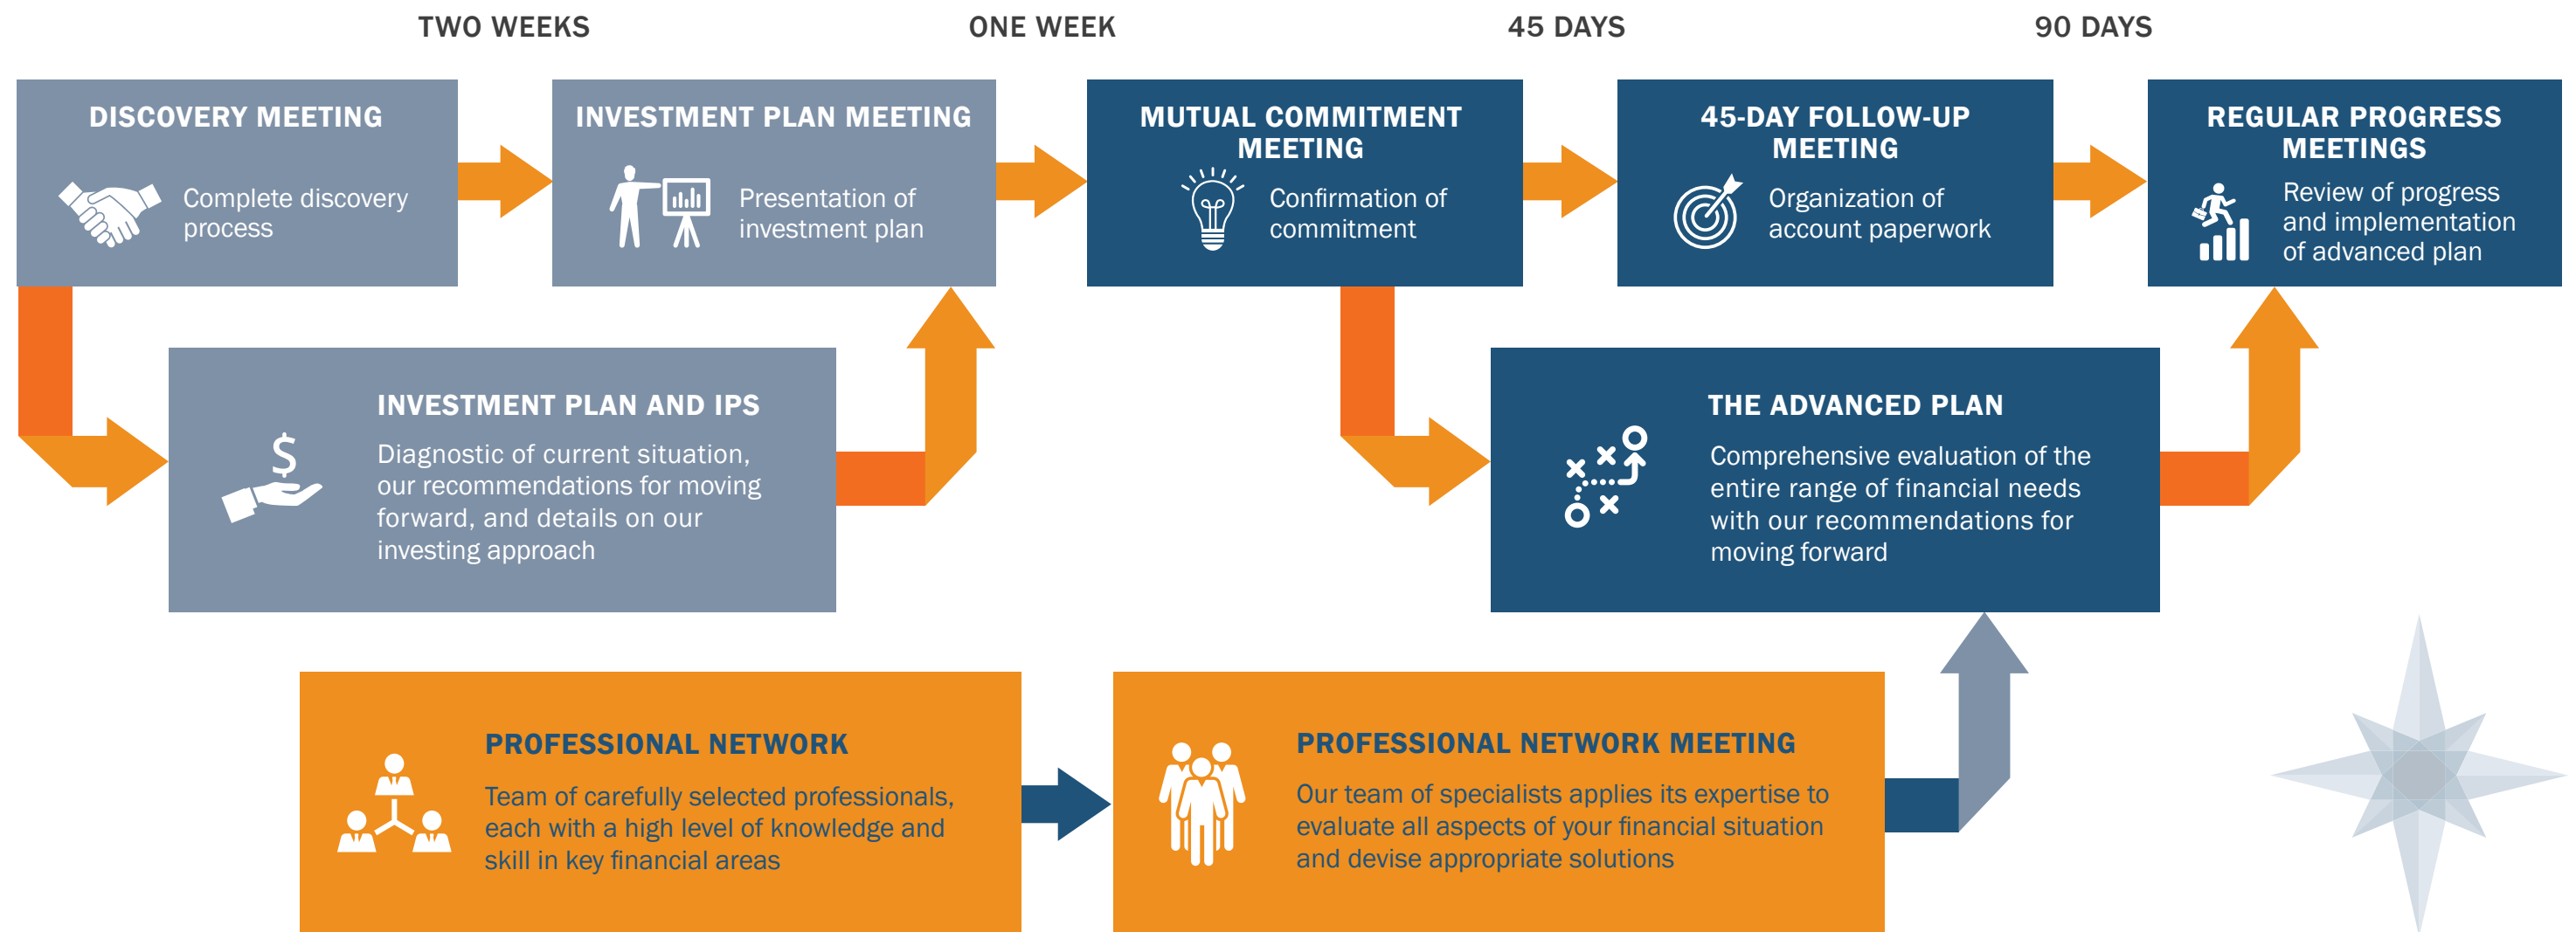 TWO WEEKS
ONE WEEK
45 DAYS
90 DAYS
DISCOVERY MEETING
Complete discovery
process
INVESTMENT PLAN MEETING
Presentation of
investment plan
MUTUAL COMMITMENT
MEETING
Confirmation of
commitment
45-DAY FOLLOW-UP
MEETING
Organization of
account paperwork
REGULAR PROGRESS
MEETINGS
Review of progress
and implementation
of advanced plan
INVESTMENT PLAN AND IPS
$
Diagnostic of current situation,
our recommendations for moving
forward, and details on our
investing approach
THE ADVANCED PLAN
Comprehensive evaluation of the
entire range of financial needs
with our recommendations for
moving forward
PROFESSIONAL NETWORK
Team of carefully selected professionals,
each with a high level of knowledge and
skill in key financial areas
PROFESSIONAL NETWORK MEETING
Our team of specialists applies its expertise to
evaluate all aspects of your financial situation
and devise appropriate solutions